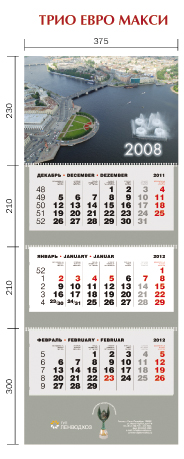 ТРИО ЕВРО МАКСИ
375
230
2008
ДЕКАБРЬ · DECEMBER · DEZEMBER 2011
48 1 2 3 4
49 5 6 7 8 9 10 11
50 12 13 14 15 16 17 18
51 19 20 21 22 23 24 25
52 26 27 28 29 30 31
210
ЯНВАРЬ · JANUARY · JANUAR 2012
52 1
1 2 3 4 5 6 7 8
2 9 10 11 12 13 14 15
3 16 17 18 19 20 21 22
4 23/30 24/31 25 26 27 28 29
210
ФЕВРАЛЬ · FEBRUARY · FEBRUAR 2012
5 1 2 3 4 5
6 6 7 8 9 10 11 12
7 13 14 15 16 17 18 19
8 20 21 22 23 24 25 26
9 27 28 29
300
ЛЕНВОДХОЗ